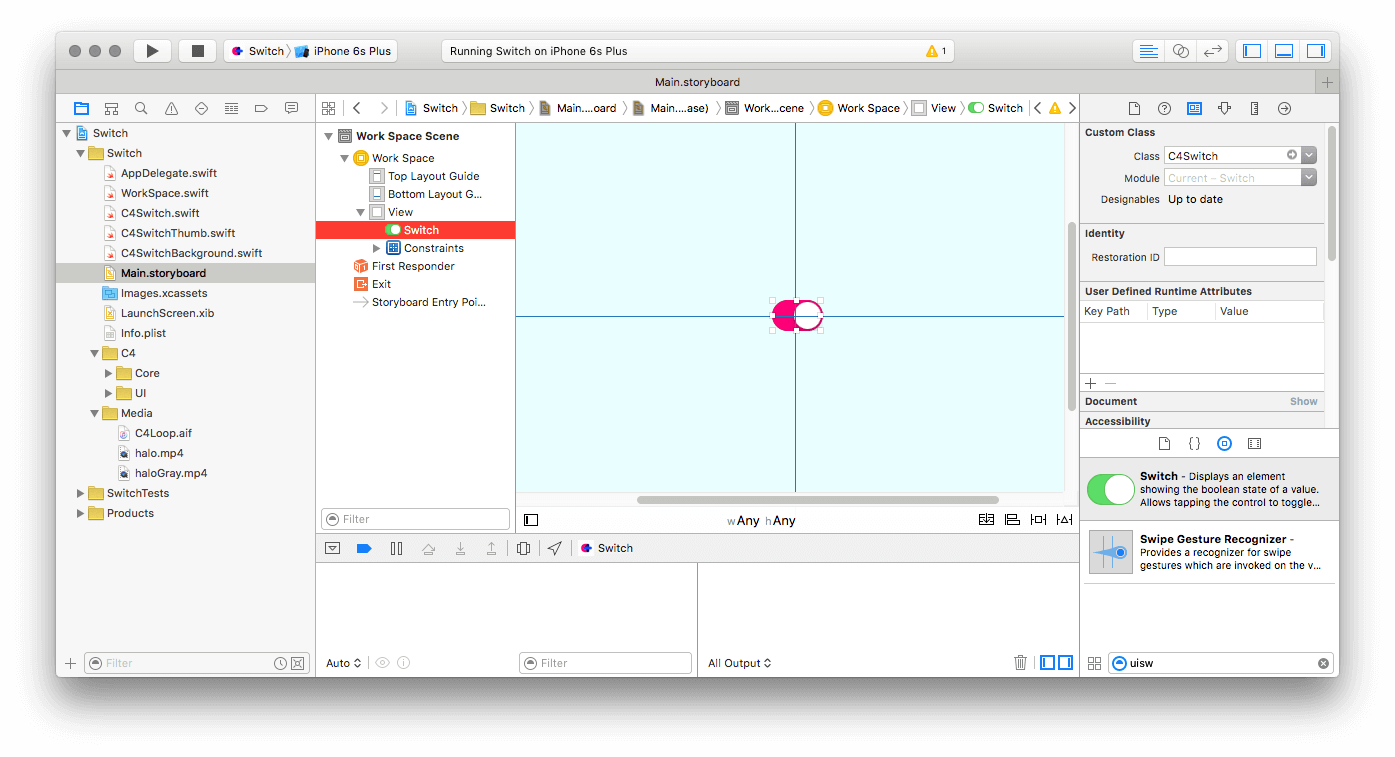 Switch iPhone 6s Plus
Running Switch on iPhone 6s Plus
1
Main.storyboard
Switch Switch Main....oard Main....ase) Work...cene Work Space View Switch
Switch
Switch
AppDelegate.swift
WorkSpace.swift
C4Switch.swift
C4SwitchThumb.swift
C4SwitchBackground.swift
Main.storyboard
Images.xcassets
LaunchScreen.xib
Info.plist
C4
Core
UI
Media
C4Loop.aif
halo.mp4
haloGray.mp4
SwitchTests
Products
Filter
Work Space Scene
Work Space
Top Layout Guide
Bottom Layout G...
View
Switch
Constraints
First Responder
Exit
Storyboard Entry Poi...
Filter
wAny hAny
Switch
Auto
Filter
All Output
Custom Class
Class C4Switch
Module Current – Switch
Designables Up to date
Identity
Restoration ID
User Defined Runtime Attributes
Key Path Type Value
Document Show
Accessibility
Switch - Displays an element
showing the boolean state of a value.
Allows tapping the control to toggle...
Swipe Gesture Recognizer -
Provides a recognizer for swipe
gestures which are invoked on the v...
uisw